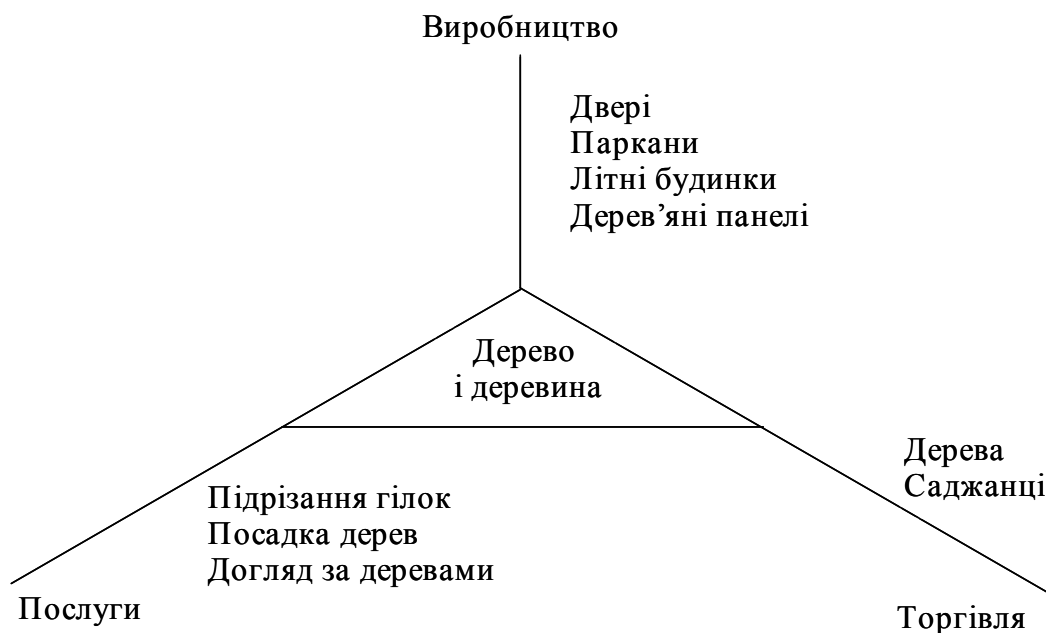 Виробництво
Двері
Паркани
Літні будинки
Дерев’яні панелі
Дерево
і деревина
Дерева
Саджанці
Підрізання гілок
Посадка дерев
Догляд за деревами
Послуги
Торгівля